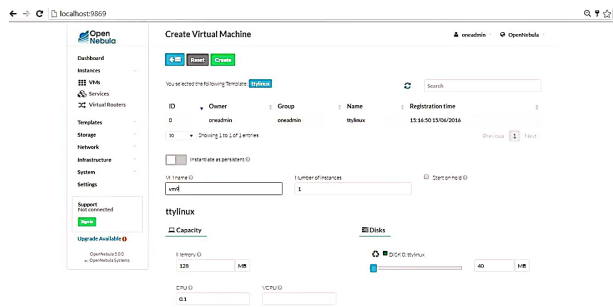 localhost:9869
Open
Nebula
Create Virtual Machine
oneadmin
OpenNebula
Reset
Create
Dashboard
Instances
VMs
Services
Virtual Routers
Templates
Storage
Network
Infrastructure
System
Settings
Support
Not connected
Sign in
Upgrade Available
OpenNebula 5.0.0
by OpenNebula Systems
You selected the following Template: ttylinux
Search
ID Owner Group Name Registration time
0 oneadmin oneadmin ttylinux 15:16:50 15/06/2016
10 Showing 1 to 1 of 1 entries
Previous 1 Next
Instantiate as persistent
VM name
Number of instances
Start on hold
1
ttylinux
Capacity
Disks
Memory
DISK 0: ttylinux
128 MB
40 MB
CPU
VCPU
0.1